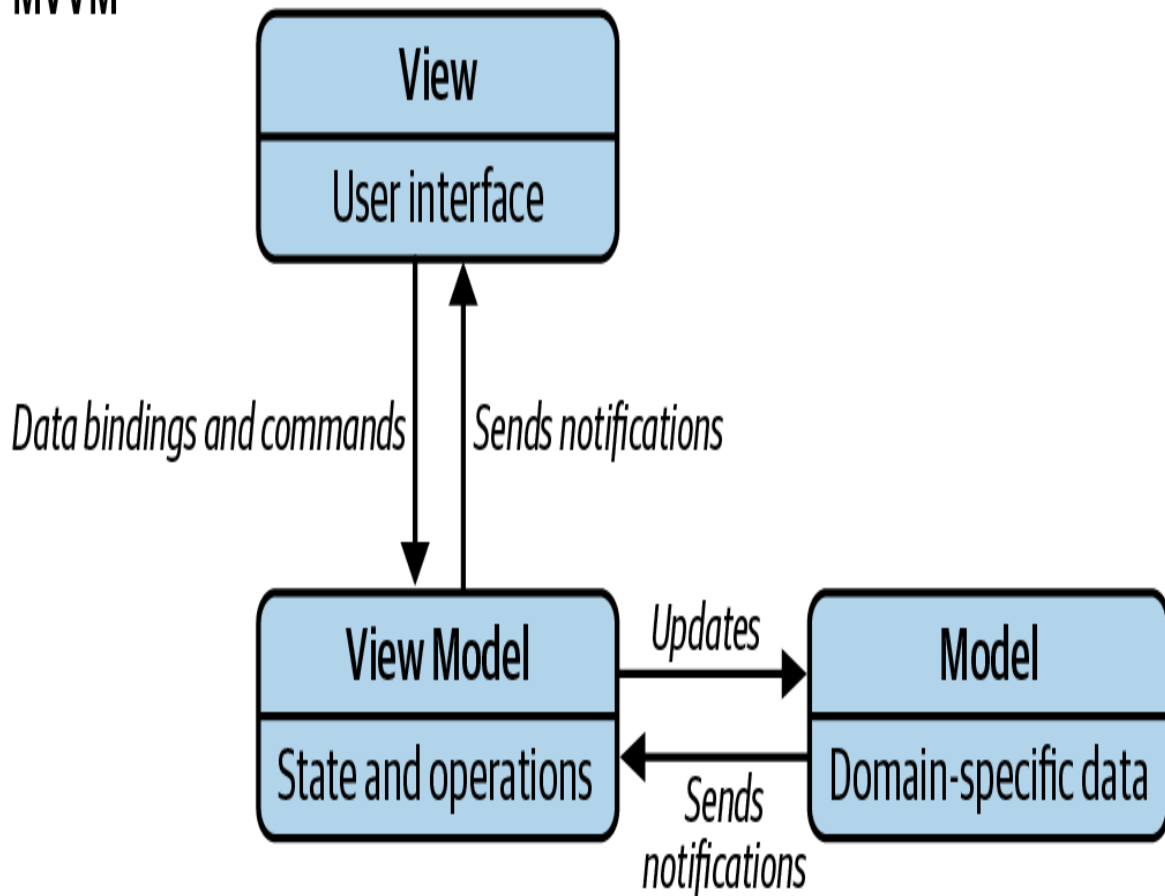 MVVM
View
User interface
Data bindings and commands
Sends notifications
View Model
State and operations
Updates
Sends
notifications
Model
Domain-specific data